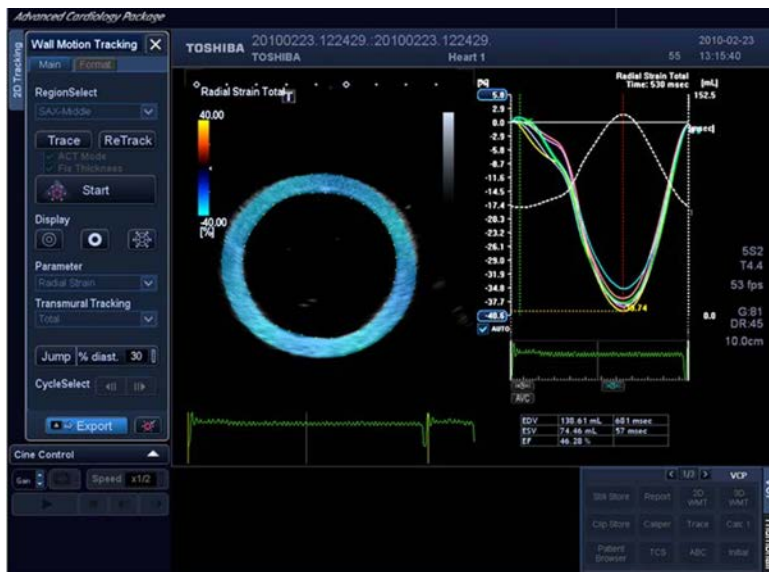 Advanced Cardiology Package
2D Tracking
Wall Motion Tracking
Main Format
RegionSelect
SAX-Middle
Trace ReTrack
ACT Mode
Fix Thickness
Start
Display
Parameter
Radial Strain
Transmural Tracking
Total
Jump % diast. 30
CycleSelect
Export
Cine Control
Gain Speed x1/2
TOSHIBA 20100223.122429.:20100223.122429.
TOSHIBA Heart 1
55
2010-02-23
13:15:40
Radial Strain Total
40.00
-40.00
[%]
Radial Strain Total
Time: 530 msec
[%]
[mL]
5.0
2.9
0.0
-2.9
-5.8
-8.7
-11.6
-14.5
-17.4
-20.3
-23.2
-26.1
-29.0
-31.9
-34.8
-37.7
-40.6
152.5
0.0
AUTO
AVC
EDV 138.61 mL 601 msec
ESV 74.46 mL 57 msec
EF 46.28 %
5S2
T4.4
53 fps
G:81
DR:45
10.0cm
1/2 VCP
Still Store Report 2D WMT 3D WMT
Clip Store Caliper Trace Calc 1
Patient Browser TCS ABC Initial